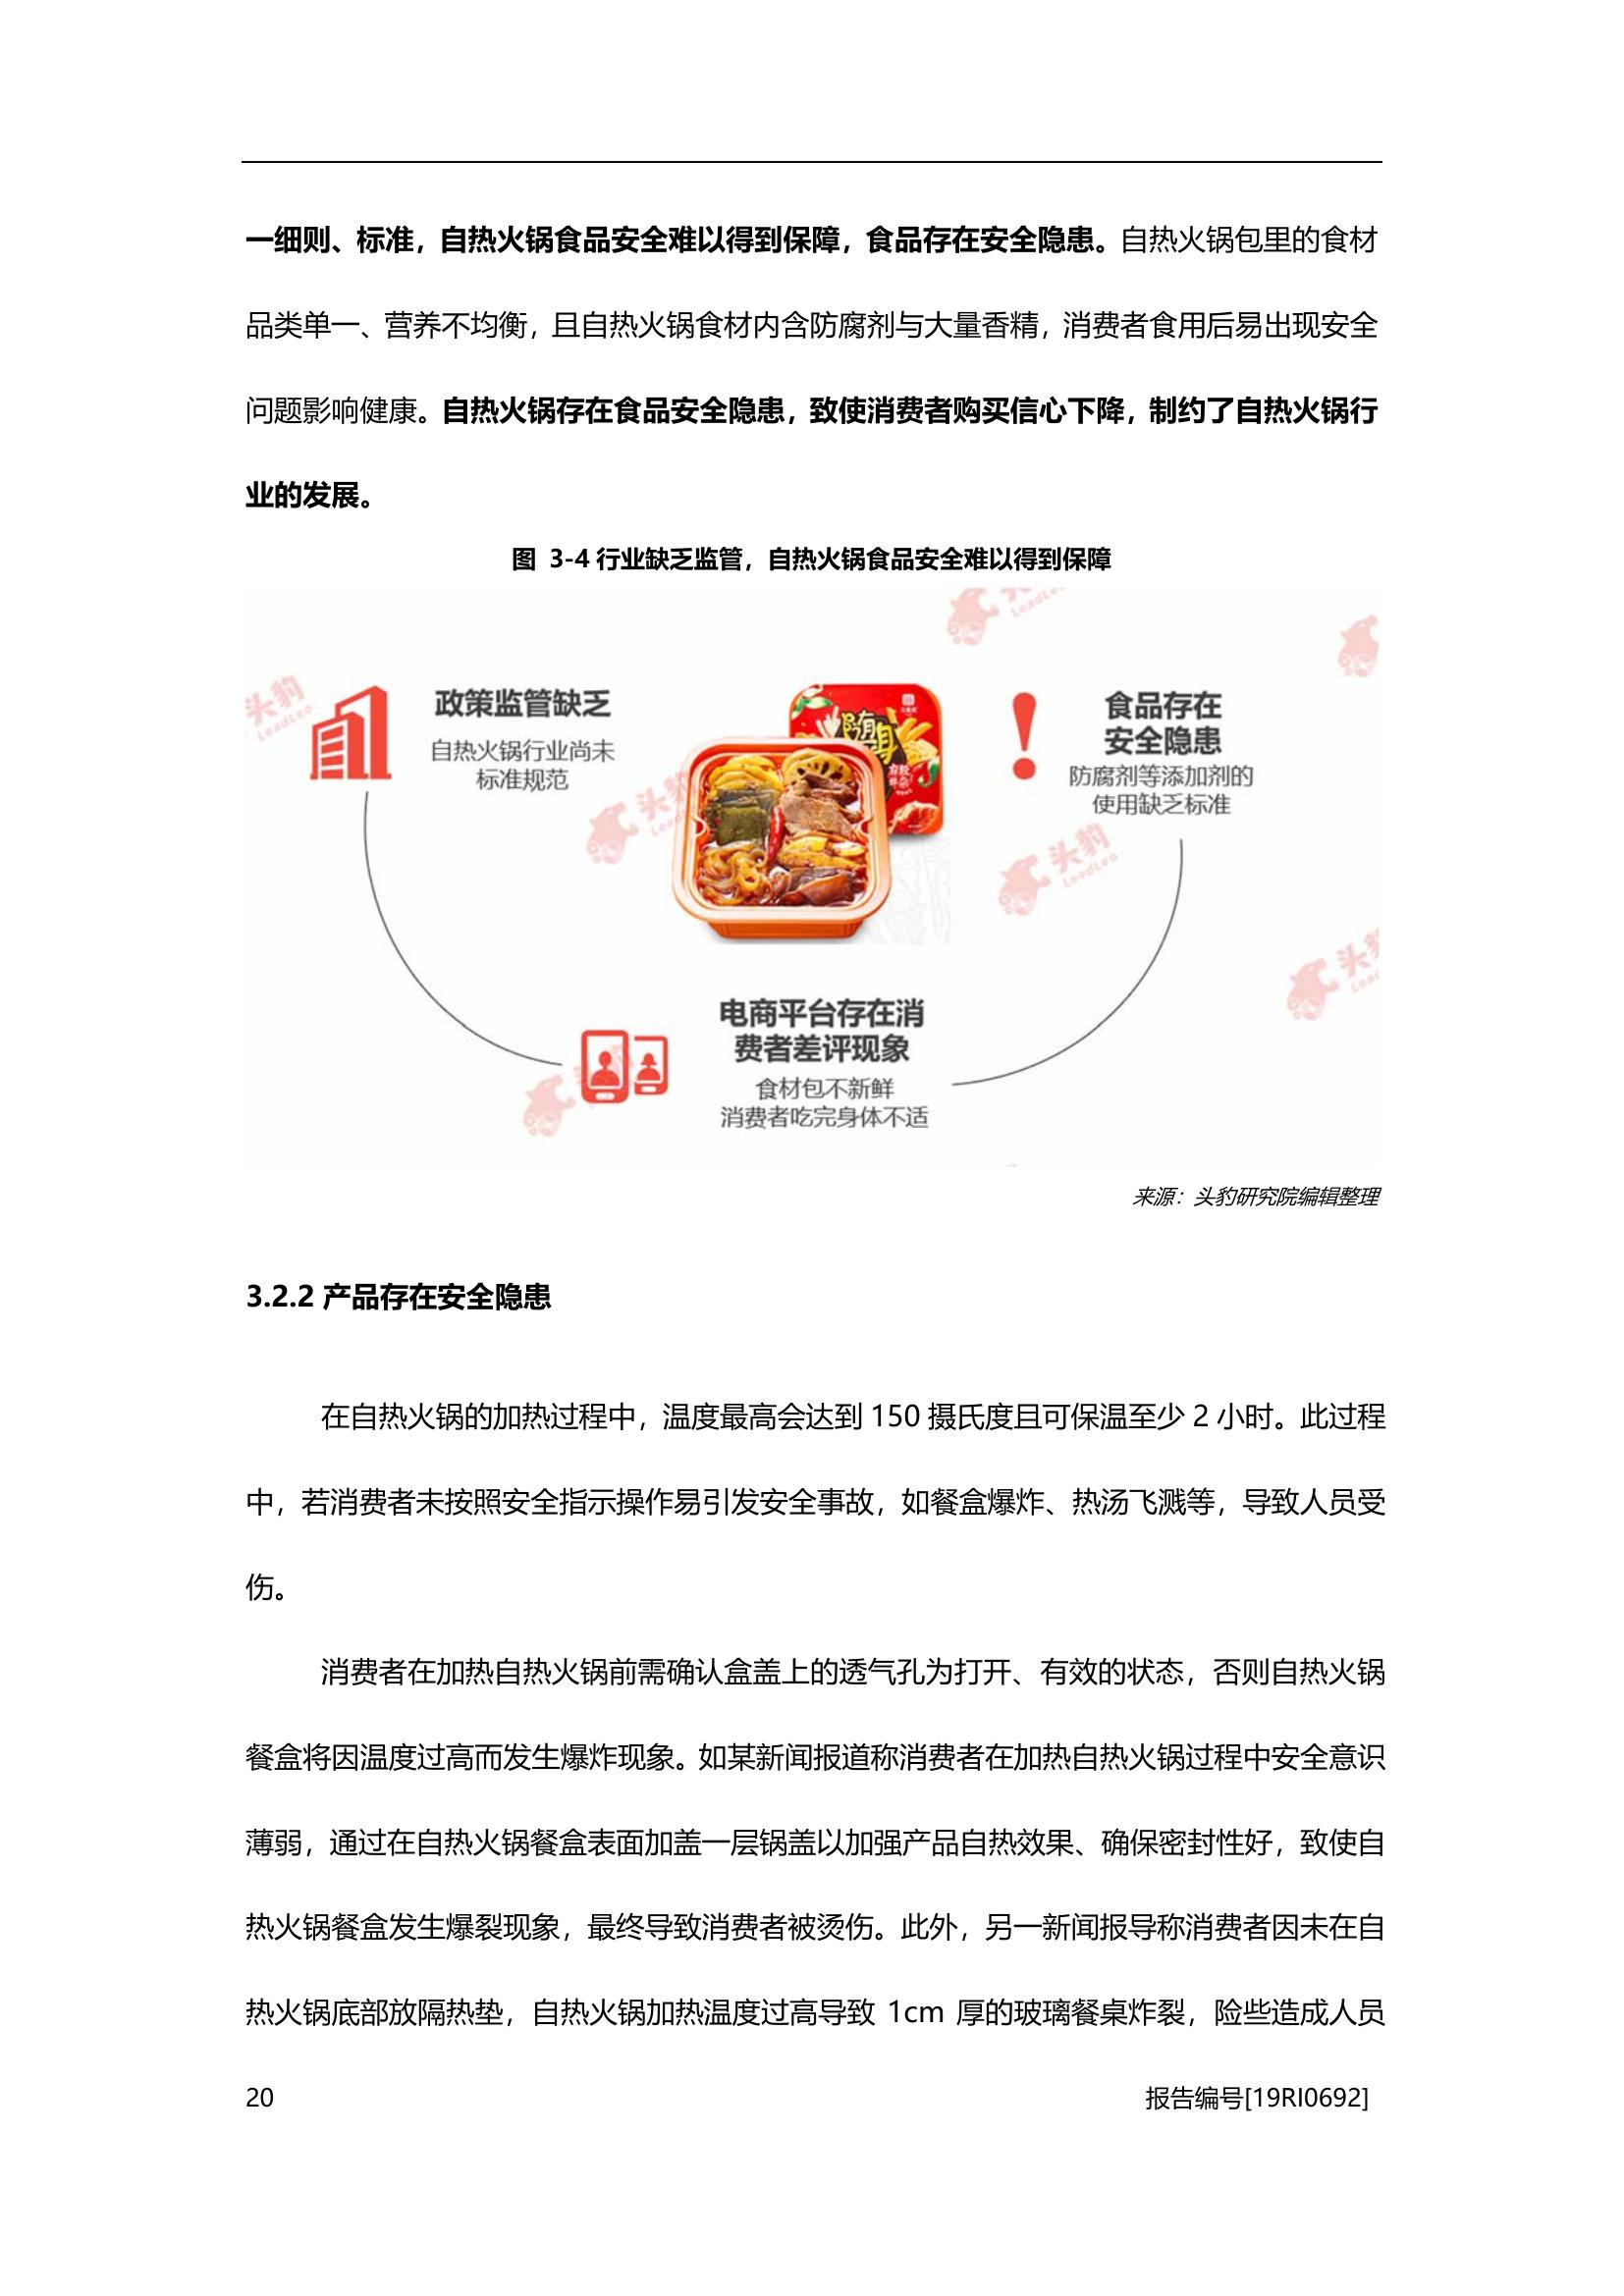 一细则、标准，自热火锅食品安全难以得到保障，食品存在安全隐患。自热火锅包里的食材
品类单一、营养不均衡，且自热火锅食材内含防腐剂与大量香精，消费者食用后易出现安全
问题影响健康。自热火锅存在食品安全隐患，致使消费者购买信心下降，制约了自热火锅行
业的发展。
图 3-4 行业缺乏监管，自热火锅食品安全难以得到保障
政策监管缺乏
自热火锅行业尚未
标准规范
食品存在
安全隐患
防腐剂等添加剂的
使用缺乏标准
电商平台存在消
费者差评现象
食材包不新鲜
消费者吃完身体不适
头豹
LeadLeo
来源：头豹研究院编辑整理
3.2.2 产品存在安全隐患
在自热火锅的加热过程中，温度最高会达到 150 摄氏度且可保温至少 2 小时。此过程
中，若消费者未按照安全指示操作易引发安全事故，如餐盒爆炸、热汤飞溅等，导致人员受
伤。
消费者在加热自热火锅前需确认盒盖上的透气孔为打开、有效的状态，否则自热火锅
餐盒将因温度过高而发生爆炸现象。如某新闻报道称消费者在加热自热火锅过程中安全意识
薄弱，通过在自热火锅餐盒表面加盖一层锅盖以加强产品自热效果、确保密封性好，致使自
热火锅餐盒发生爆裂现象，最终导致消费者被烫伤。此外，另一新闻报导称消费者因未在自
热火锅底部放隔热垫，自热火锅加热温度过高导致 1cm 厚的玻璃餐桌炸裂，险些造成人员
20
报告编号[19RI0692]